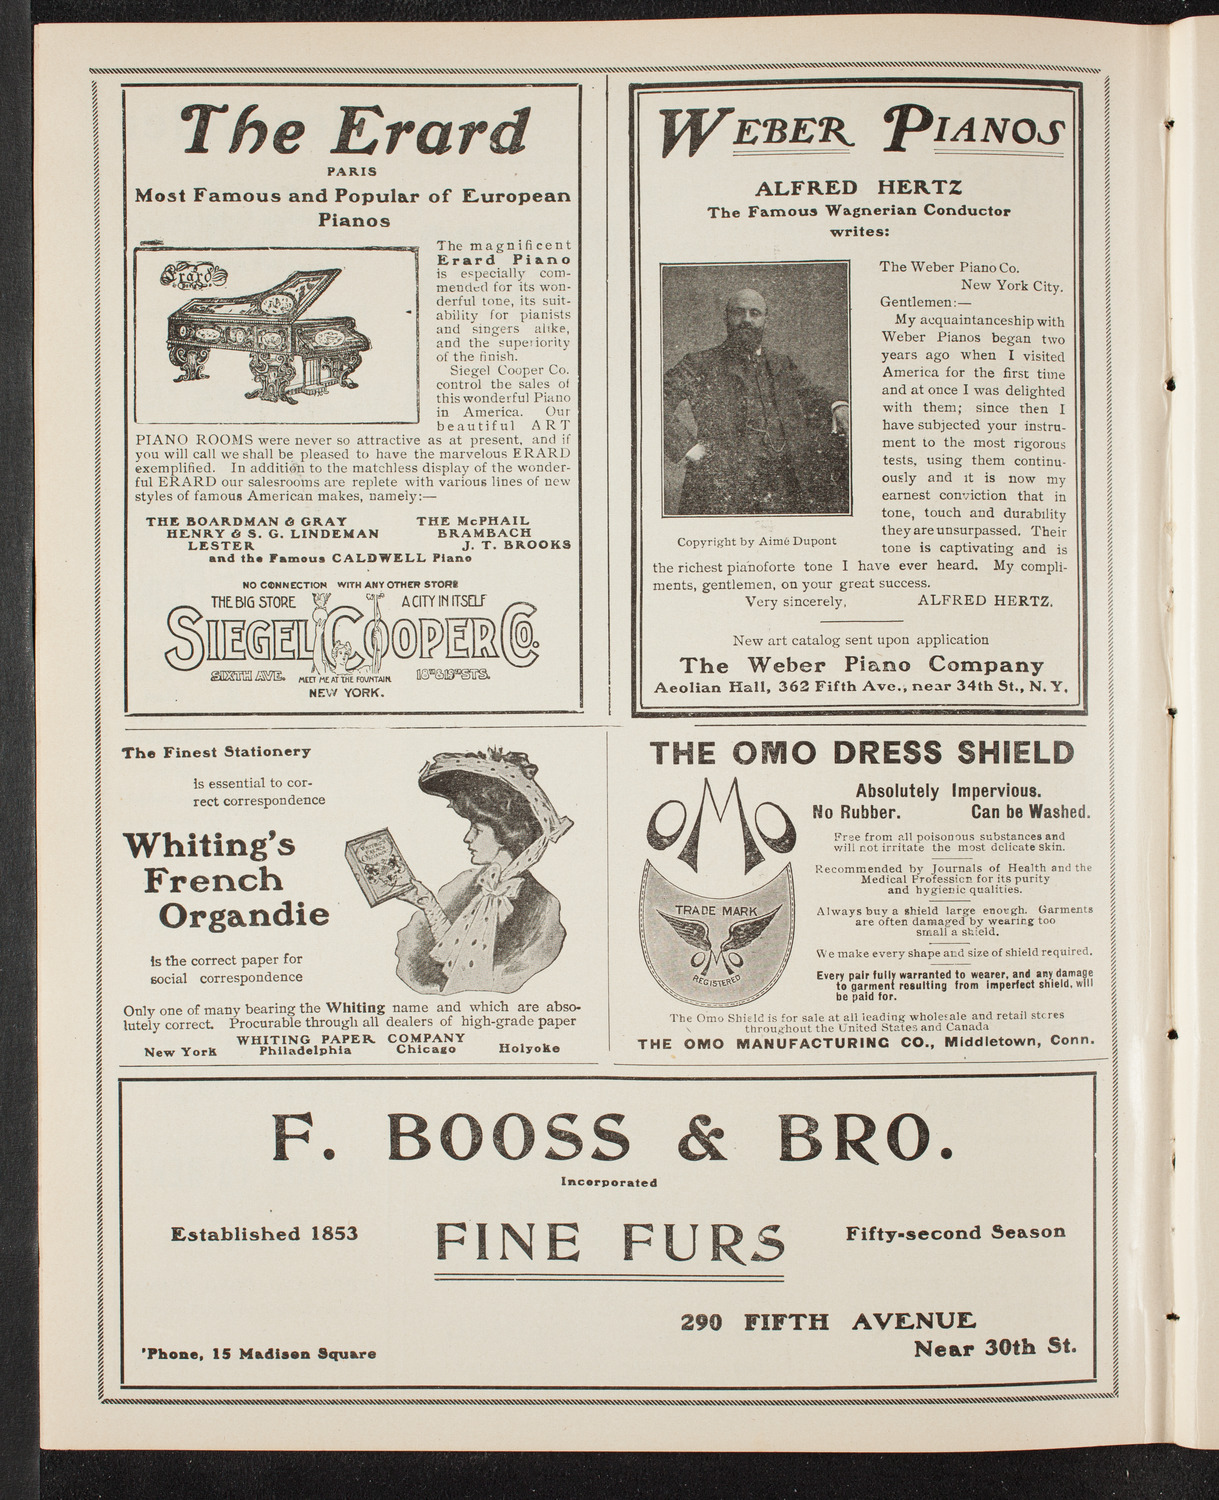 The Erard
PARIS
Most Famous and Popular of European
Pianos
Erard
The magnificent
Erard Piano
is especially com-
mended for its won-
derful tone, its suit-
ability for pianists
and singers alike,
and the superiority
of the finish.
Siegel Cooper Co.
control the sales of
this wonderful Piano
in America. Our
beautiful ART
PIANO ROOMS were never so attractive as at present, and if
you will call we shall be pleased to have the marvelous ERARD
exemplified. In addition to the matchless display of the wonder-
ful ERARD our salesrooms are replete with various lines of new
styles of famous American makes, namely:—
THE BOARDMAN & GRAY THE McPHAIL
HENRY & S. G. LINDEMAN BRAMBACH
LESTER J. T. BROOKS
and the Famous CALDWELL Piano
NO CONNECTION WITH ANY OTHER STORE
THE BIG STORE A CITY IN ITSELF
SIEGEL COOPER CO.
SIXTH AVE. MEET ME AT THE FOUNTAIN. 18TH & 19TH STS.
NEW YORK.
WEBER PIANOS
ALFRED HERTZ
The Famous Wagnerian Conductor
writes:
The Weber Piano Co.
New York City.
Gentlemen:—
My acquaintanceship with
Weber Pianos began two
years ago when I visited
America for the first time
and at once I was delighted
with them; since then I
have subjected your instru-
ment to the most rigorous
tests, using them continu-
ously and it is now my
earnest conviction that in
tone, touch and durability
they are unsurpassed. Their
tone is captivating and is
Copyright by Aimé Dupont
the richest pianoforte tone I have ever heard. My compli-
ments, gentlemen, on your great success.
Very sincerely, ALFRED HERTZ.
New art catalog sent upon application
The Weber Piano Company
Aeolian Hall, 362 Fifth Ave., near 34th St., N. Y.
The Finest Stationery
is essential to cor-
rect correspondence
Whiting's
French
Organdie
is the correct paper for
social correspondence
WHITING'S
FRENCH
ORGANDIE
Only one of many bearing the Whiting name and which are abso-
lutely correct. Procurable through all dealers of high-grade paper
WHITING PAPER COMPANY
New York Philadelphia Chicago Holyoke
THE OMO DRESS SHIELD
OMO
TRADE MARK
OMO
REGISTERED
Absolutely Impervious.
No Rubber. Can be Washed.
Free from all poisonous substances and
will not irritate the most delicate skin.
Recommended by Journals of Health and the
Medical Profession for its purity
and hygienic qualities.
Always buy a shield large enough. Garments
are often damaged by wearing too
small a shield.
We make every shape and size of shield required.
Every pair fully warranted to wearer, and any damage
to garment resulting from imperfect shield, will
be paid for.
The Omo Shield is for sale at all leading wholesale and retail stores
throughout the United States and Canada
THE OMO MANUFACTURING CO., Middletown, Conn.
F. BOOSS & BRO.
Incorporated
Established 1853 FINE FURS Fifty-second Season
290 FIFTH AVENUE
Near 30th St.
'Phone, 15 Madison Square